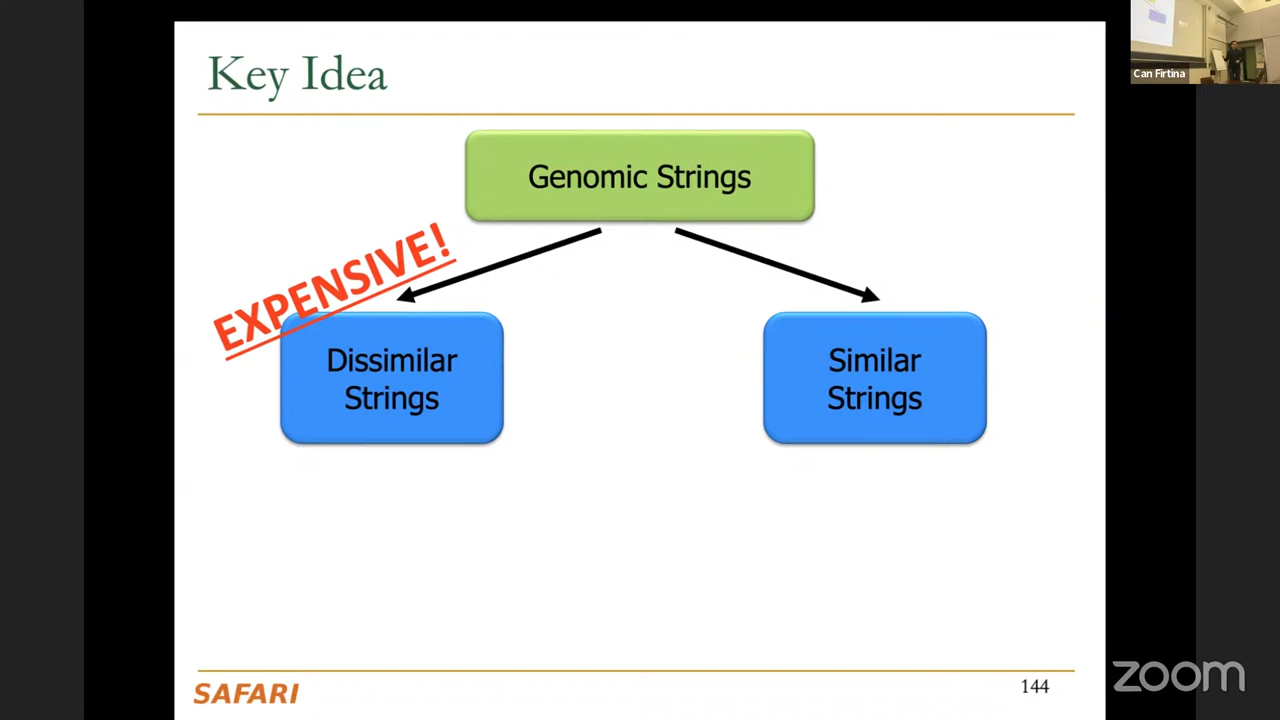 Key Idea
Can Firtina
Genomic Strings
EXPENSIVE!
Dissimilar
Strings
Similar
Strings
SAFARI
144
zoom